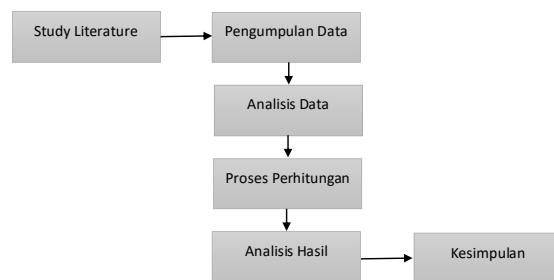 Study Literature
Pengumpulan Data
Analisis Data
Proses Perhitungan
Analisis Hasil
Kesimpulan